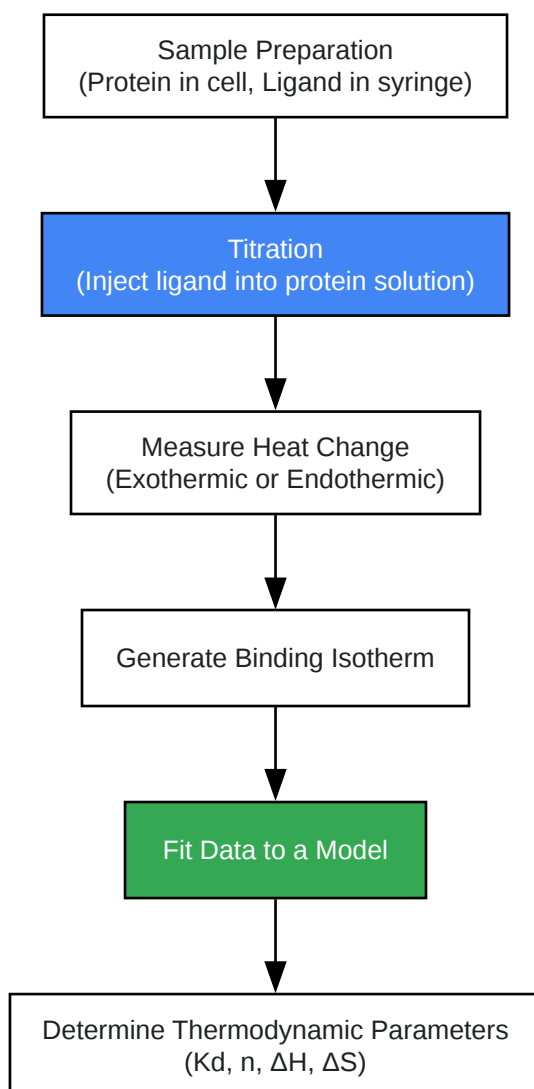 Sample Preparation
(Protein in cell, Ligand in syringe)
Titration
(Inject ligand into protein solution)
Measure Heat Change
(Exothermic or Endothermic)
Generate Binding Isotherm
Fit Data to a Model
Determine Thermodynamic Parameters
(Kd, n, ΔH, ΔS)